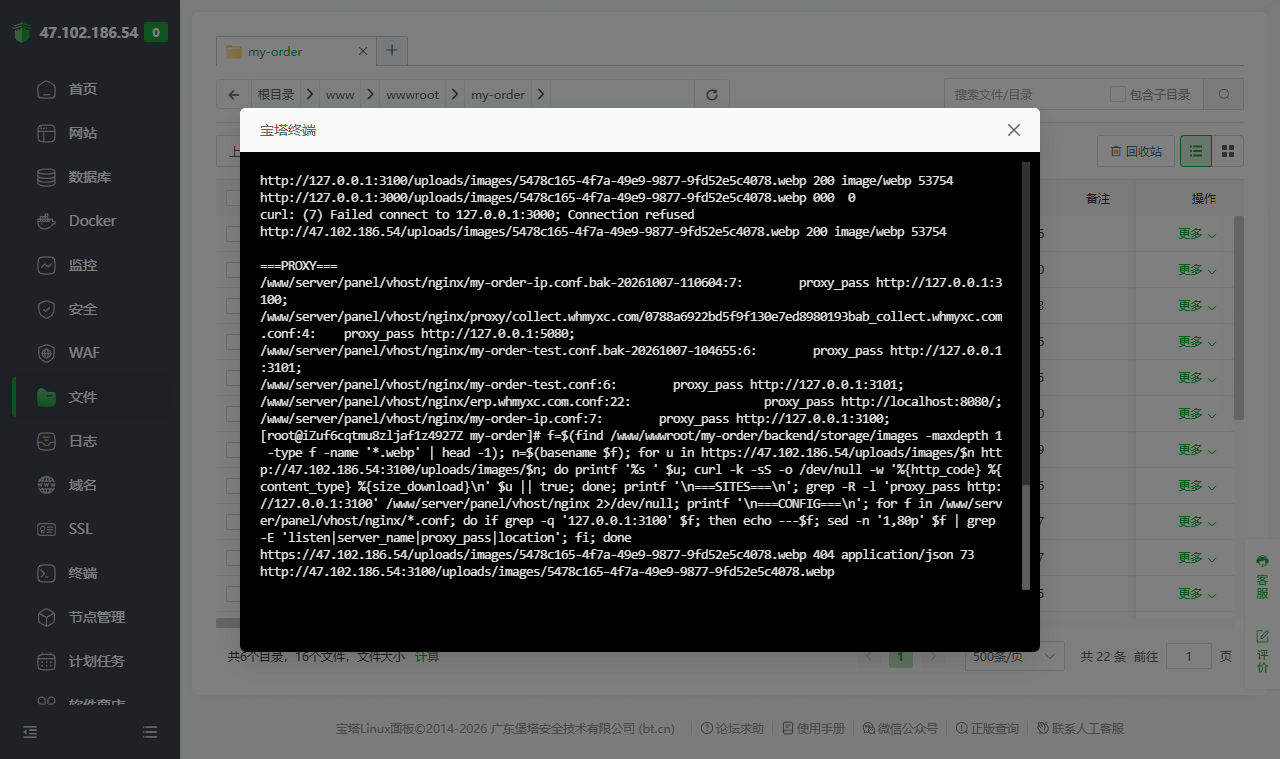 47.102.186.54 0
首页
网站
数据库
Docker
监控
安全
WAF
文件
日志
域名
SSL
终端
节点管理
计划任务
软件商店
my-order
根目录 > www > wwwroot > my-order >
搜索文件/目录 包含子目录
上
回收站
备注 操作
宝塔终端
http://127.0.0.1:3100/uploads/images/5478c165-4f7a-49e9-9877-9fd52e5c4078.webp 200 image/webp 53754
http://127.0.0.1:3000/uploads/images/5478c165-4f7a-49e9-9877-9fd52e5c4078.webp 000  0
curl: (7) Failed connect to 127.0.0.1:3000; Connection refused
http://47.102.186.54/uploads/images/5478c165-4f7a-49e9-9877-9fd52e5c4078.webp 200 image/webp 53754
===PROXY===
/www/server/panel/vhost/nginx/my-order-ip.conf.bak-20261007-110604:7:        proxy_pass http://127.0.0.1:3
100;
/www/server/panel/vhost/nginx/proxy/collect.whmyxc.com/0788a6922bd5f9f130e7ed8980193bab_collect.whmyxc.com
.conf:4:    proxy_pass http://127.0.0.1:5080;
/www/server/panel/vhost/nginx/my-order-test.conf.bak-20261007-104655:6:        proxy_pass http://127.0.0.1
:3101;
/www/server/panel/vhost/nginx/my-order-test.conf:6:        proxy_pass http://127.0.0.1:3101;
/www/server/panel/vhost/nginx/erp.whmyxc.com.conf:22:                   proxy_pass http://localhost:8080/;
/www/server/panel/vhost/nginx/my-order-ip.conf:7:        proxy_pass http://127.0.0.1:3100;
[root@iZuf6cqtmu8zljaf1z4927Z my-order]# f=$(find /www/wwwroot/my-order/backend/storage/images -maxdepth 1
 -type f -name '*.webp' | head -1); n=$(basename $f); for u in https://47.102.186.54/uploads/images/$n htt
p://47.102.186.54:3100/uploads/images/$n; do printf '%s ' $u; curl -k -sS -o /dev/null -w '%{http_code} %{
content_type} %{size_download}\n' $u || true; done; printf '\n===SITES===\n'; grep -R -l 'proxy_pass http:
//127.0.0.1:3100' /www/server/panel/vhost/nginx 2>/dev/null; printf '\n===CONFIG===\n'; for f in /www/serv
er/panel/vhost/nginx/*.conf; do if grep -q '127.0.0.1:3100' $f; then echo ---$f; sed -n '1,80p' $f | grep
-E 'listen|server_name|proxy_pass|location'; fi; done
https://47.102.186.54/uploads/images/5478c165-4f7a-49e9-9877-9fd52e5c4078.webp 404 application/json 73
http://47.102.186.54:3100/uploads/images/5478c165-4f7a-49e9-9877-9fd52e5c4078.webp
更多
更多
更多
更多
更多
更多
更多
更多
更多
更多
更多
客服
评价
共6个目录，16个文件，文件大小 计算
1 500条/页 共 22 条 前往 1 页
宝塔Linux面板©2014-2026 广东堡塔安全技术有限公司 (bt.cn) 论坛求助 使用手册 微信公众号 正版查询 联系人工客服